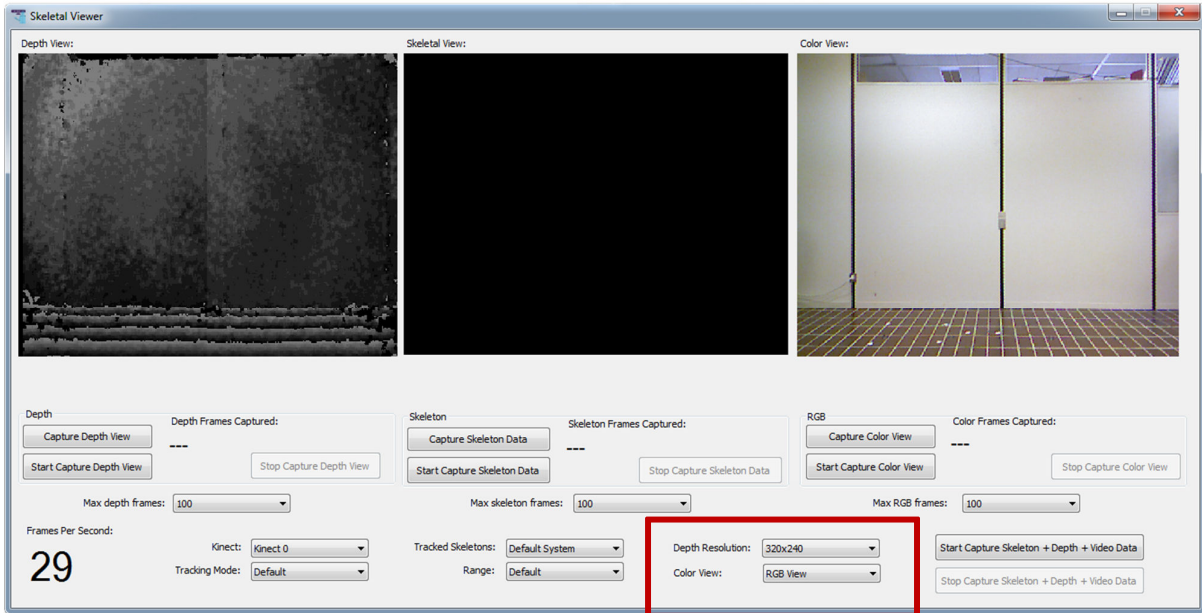 Skeletal Viewer
Depth View:
Skeletal View:
Color View:
Depth
Capture Depth View
Depth Frames Captured:
---
Start Capture Depth View
Stop Capture Depth View
Skeleton
Capture Skeleton Data
Skeleton Frames Captured:
---
Start Capture Skeleton Data
Stop Capture Skeleton Data
RGB
Capture Color View
Color Frames Captured:
---
Start Capture Color View
Stop Capture Color View
Max depth frames: 100
Max skeleton frames: 100
Max RGB frames: 100
Frames Per Second:
29
Kinect: Kinect 0
Tracking Mode: Default
Tracked Skeletons: Default System
Range: Default
Depth Resolution: 320x240
Color View: RGB View
Start Capture Skeleton + Depth + Video Data
Stop Capture Skeleton + Depth + Video Data